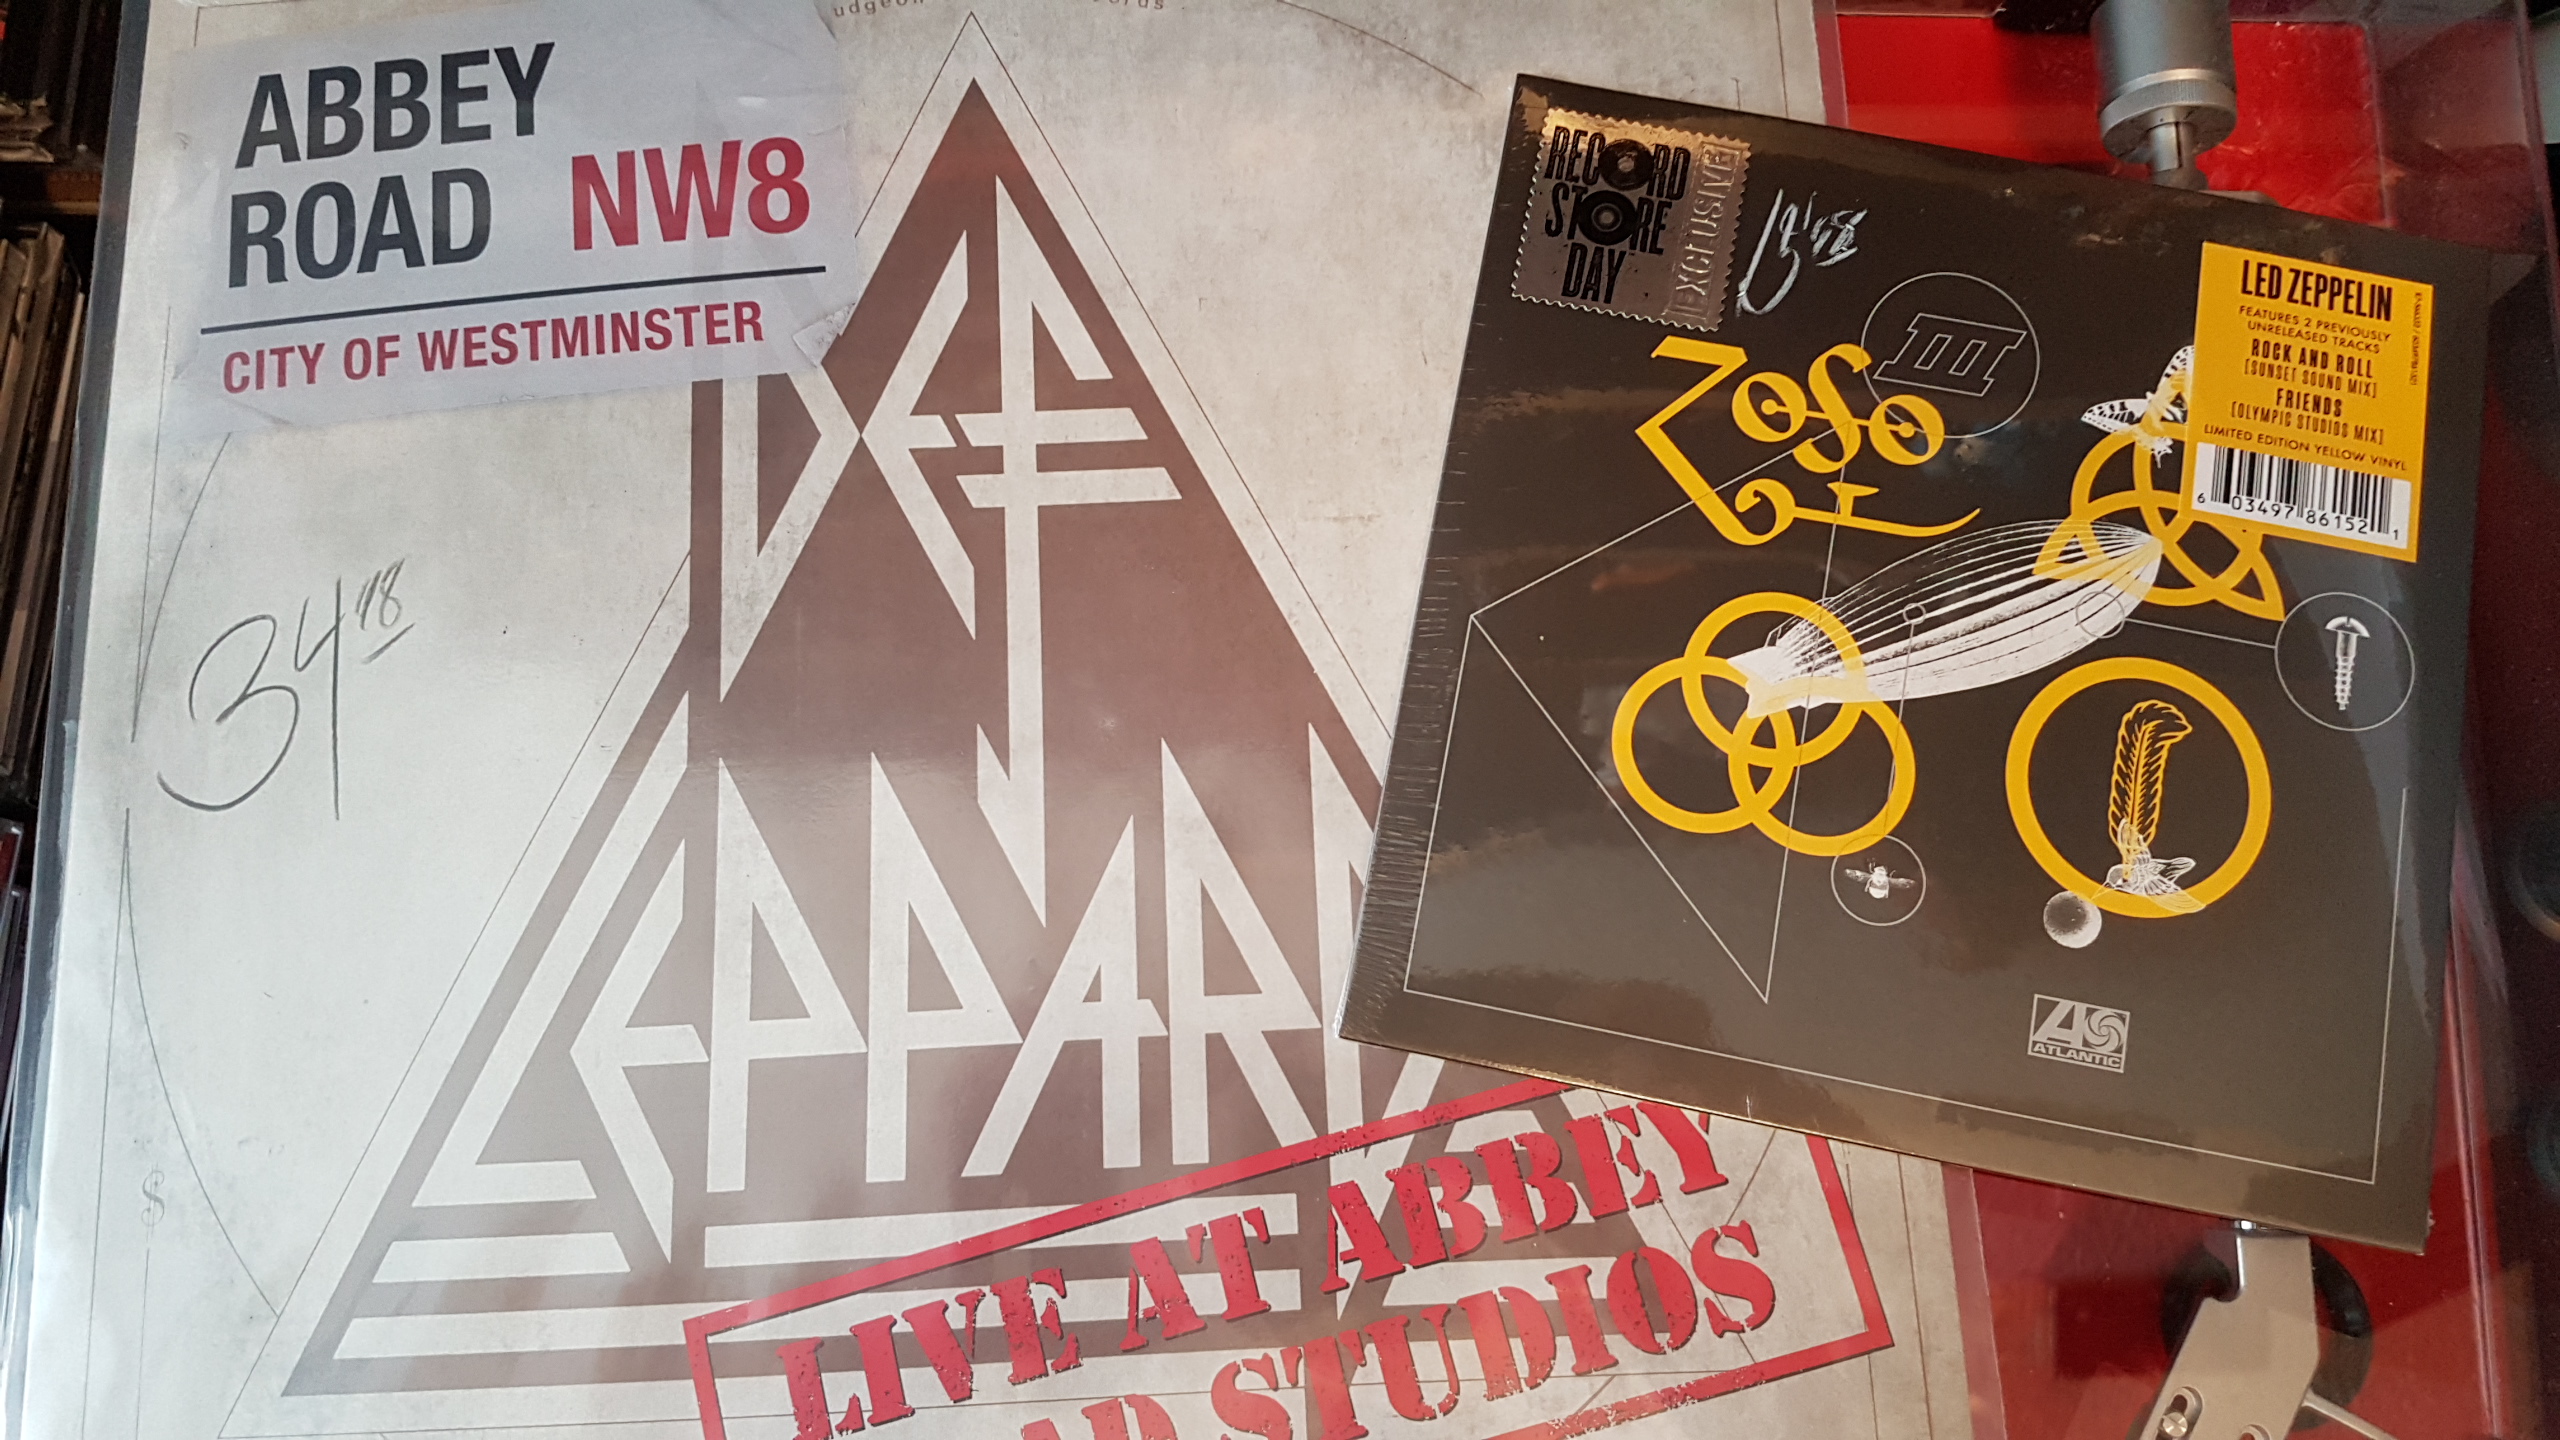 ABBEY
ROAD NW8
CITY OF WESTMINSTER
34.98
DEF
LEPPARD
LIVE AT ABBEY
STUDIOS
$
RECORD
STORE
DAY
EXCLUSIVE
III
ZOSO
LED ZEPPELIN
FEATURES 2 PREVIOUSLY
UNRELEASED TRACKS
ROCK AND ROLL
[SUNSET SOUND MIX]
FRIENDS
[OLYMPIC STUDIOS MIX]
LIMITED EDITION YELLOW VINYL
6 03497 86152 1
ATLANTIC